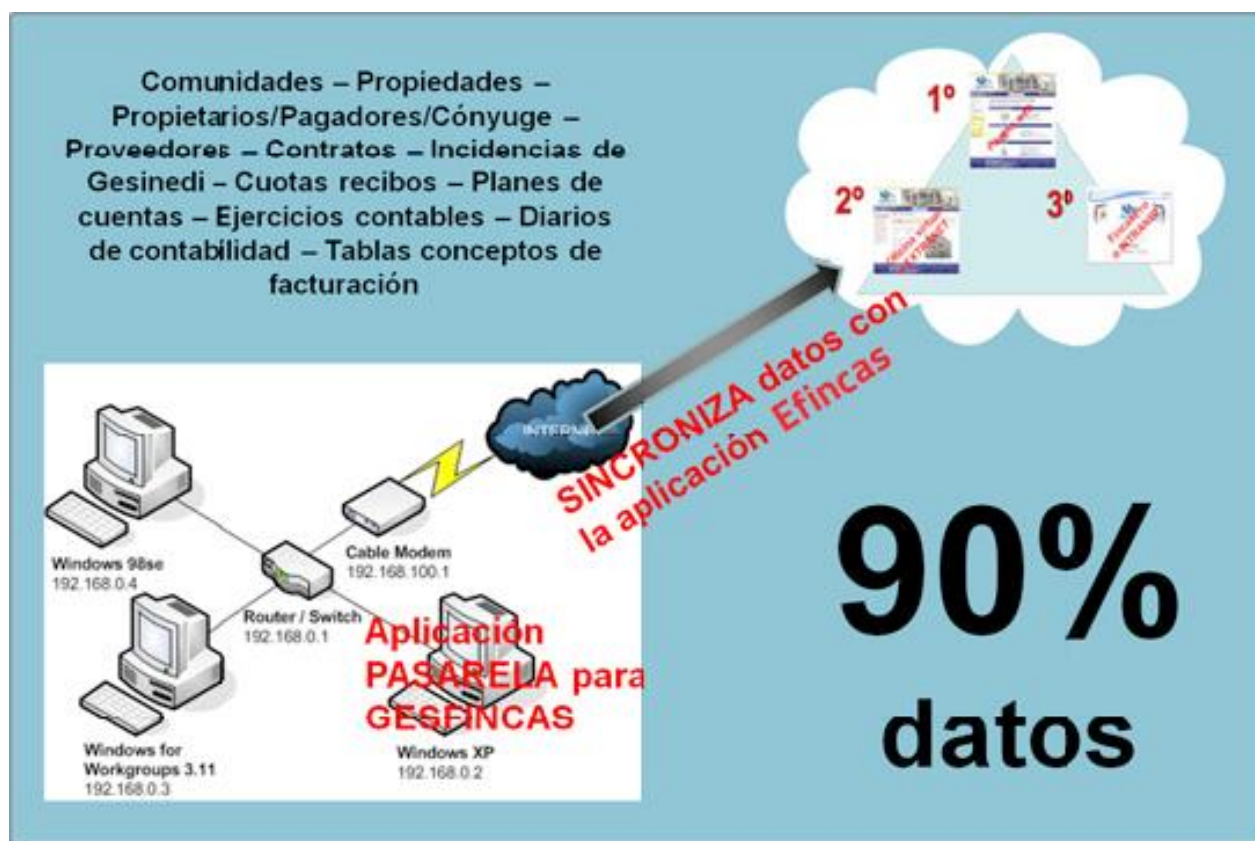 Comunidades – Propiedades –
Propietarios/Pagadores/Cónyuge –
Proveedores – Contratos – Incidencias de
Gesinedi – Cuotas recibos – Planes de
cuentas – Ejercicios contables – Diarios
de contabilidad – Tablas conceptos de
facturación
1º
2º
3º
SINCRONIZA datos con
la aplicación Efincas
Windows 98se
192.168.0.4
Cable Modem
192.168.100.1
Router / Switch
192.168.0.1
Aplicación
PASARELA para
GESFINCAS
Windows for
Workgroups 3.11
192.168.0.3
Windows XP
192.168.0.2
90%
datos